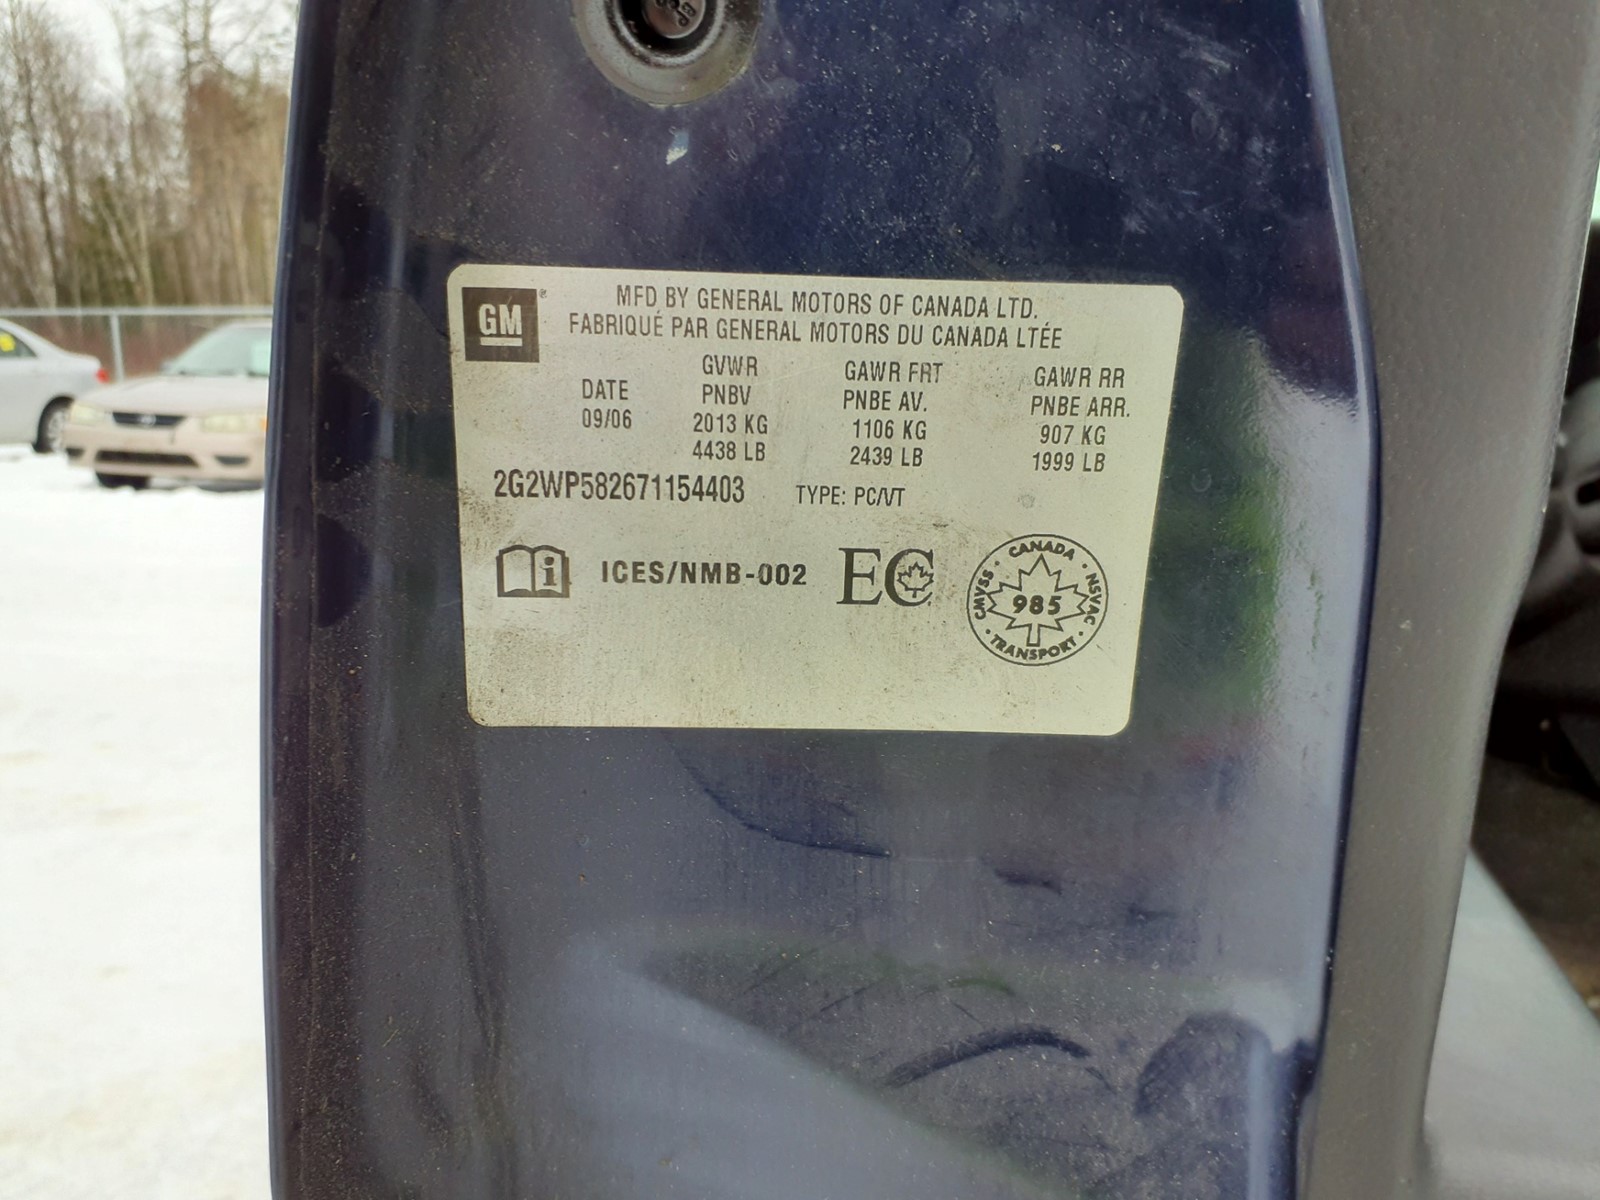 GM
MFD BY GENERAL MOTORS OF CANADA LTD.
FABRIQUÉ PAR GENERAL MOTORS DU CANADA LTÉE
DATE
09/06
GVWR
PNBV
2013 KG
4438 LB
GAWR FRT
PNBE AV.
1106 KG
2439 LB
GAWR RR
PNBE ARR.
907 KG
1999 LB
2G2WP582671154403 TYPE: PC/VT
i ICES/NMB-002 EC
CANADA
CMVSS 985 NSVAC
TRANSPORT